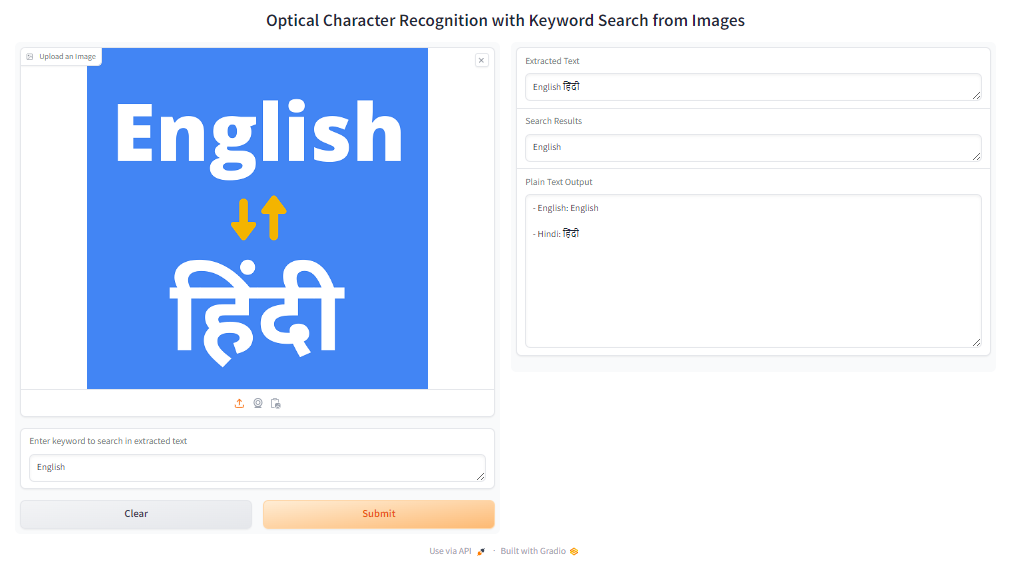 Optical Character Recognition with Keyword Search from Images
Upload an Image
English
हिंदी
Enter keyword to search in extracted text
English
Clear
Submit
Extracted Text
English हिंदी
Search Results
English
Plain Text Output
- English: English
- Hindi: हिंदी
Use via API · Built with Gradio